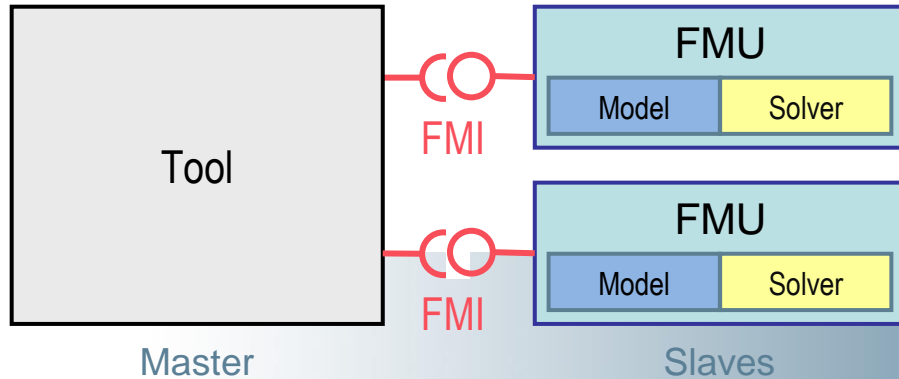 FMU
Model Solver
FMI
Tool
FMU
Model Solver
FMI
Master Slaves